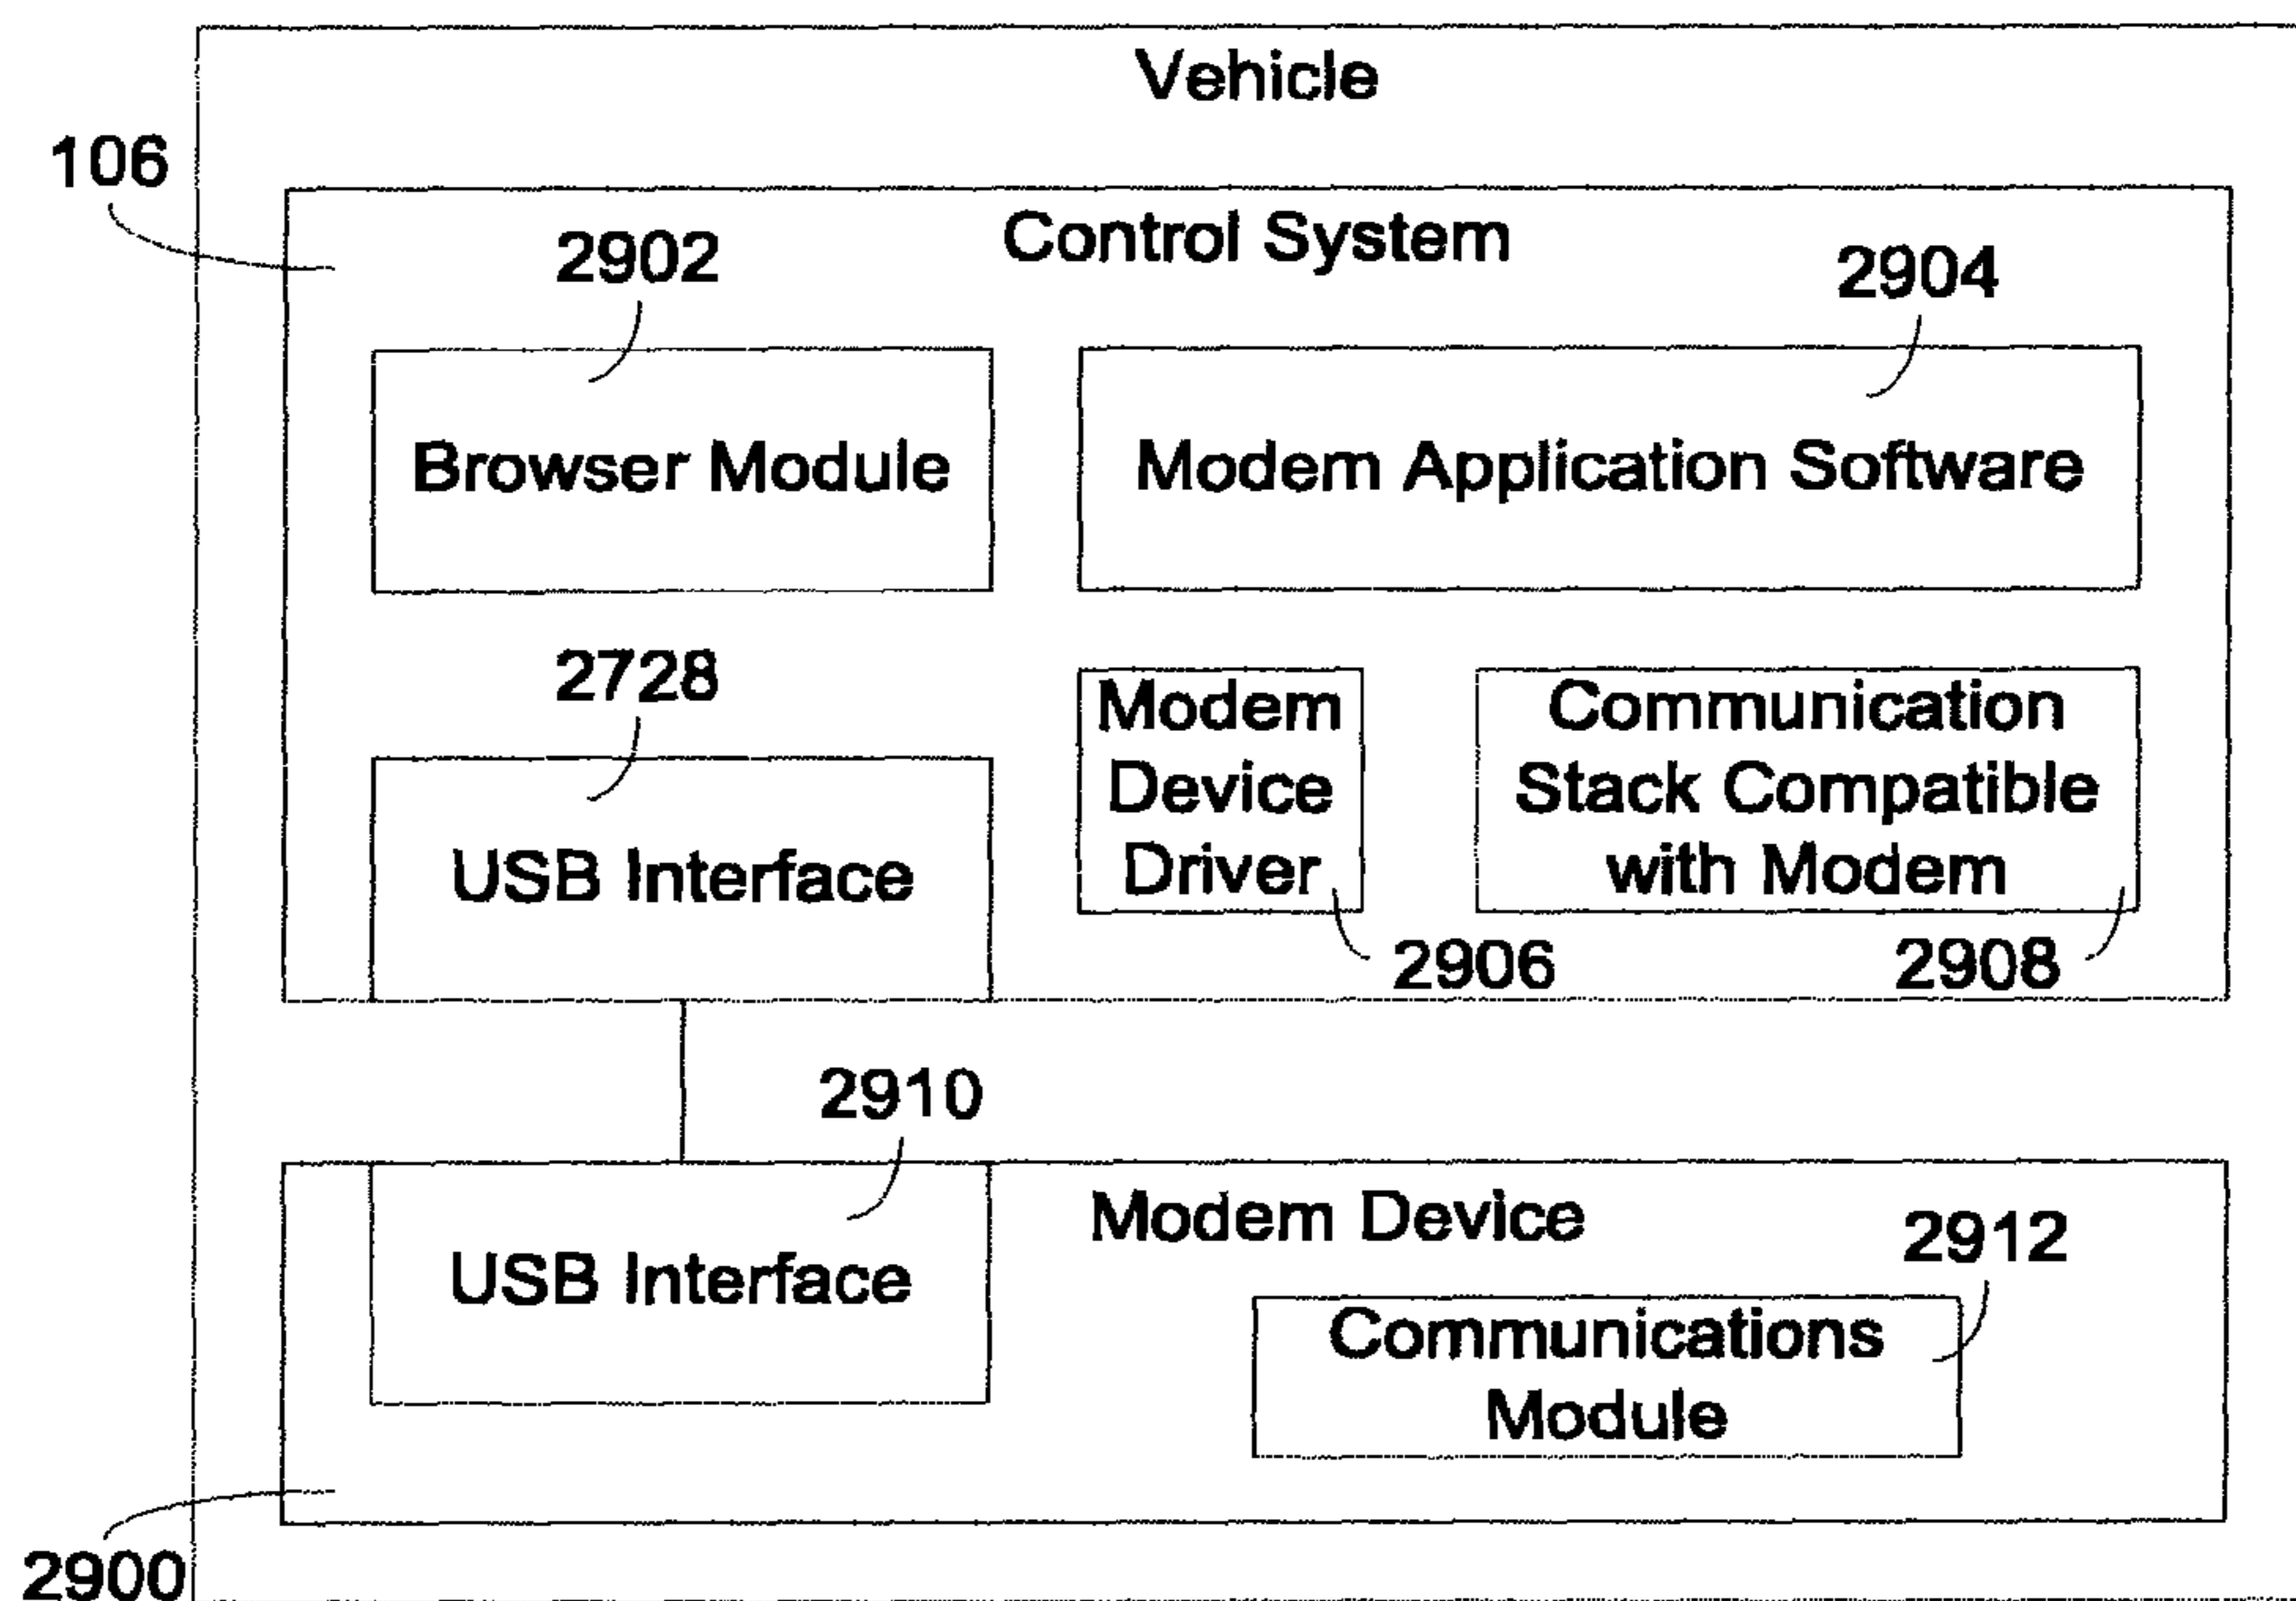 Vehicle
106
Control System
2902
2904
Browser Module
Modem Application Software
2728
USB Interface
Modem
Device
Driver
2906
Communication
Stack Compatible
with Modem
2908
2910
USB Interface
Modem Device
2912
Communications
Module
2900